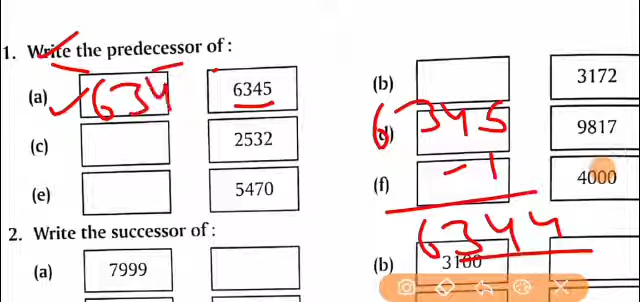 1. Write the predecessor of :
(a) 634 6345 (b) 3172
(c) 2532 (d) 9817
(e) 5470 (f) 4000
6345
- 1
6344
2. Write the successor of :
(a) 7999 (b) 3100